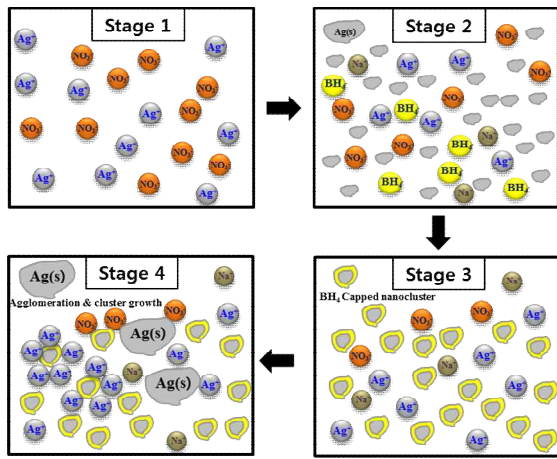 Stage 1
Ag⁺
Ag⁺
NO₃⁻
NO₃⁻
NO₃⁻
Ag⁺
Ag⁺
NO₃⁻
NO₃⁻
Ag⁺
NO₃⁻
NO₃⁻
Ag⁺
Ag⁺
NO₃⁻
NO₃⁻
Ag⁺
Ag⁺
NO₃⁻
Ag⁺
Stage 2
Ag(s)
NO₃⁻
Na⁺
Ag⁺
Ag⁺
NO₃⁻
BH₄⁻
NO₃⁻
NO₃⁻
BH₄⁻
Ag⁺
Ag⁺
Na⁺
NO₃⁻
BH₄⁻
NO₃⁻
Ag⁺
BH₄⁻
BH₄⁻
BH₄⁻
Na⁺
Stage 3
Na⁺
BH₄⁻ Capped nanocluster
NO₃⁻
NO₃⁻
Ag⁺
NO₃⁻
Na⁺
Ag⁺
Ag⁺
Na⁺
Ag⁺
Ag⁺
Ag⁺
Stage 4
Ag(s)
Na⁺
Agglomeration & cluster growth
NO₃⁻
NO₃⁻
NO₃⁻
Ag⁺
Ag(s)
Ag⁺
Ag⁺
Ag⁺
Ag⁺
Ag⁺
Na⁺
Ag⁺
Ag⁺
Ag(s)
Ag⁺
Ag⁺
Ag⁺
Ag⁺
Ag⁺
Ag⁺
Na⁺